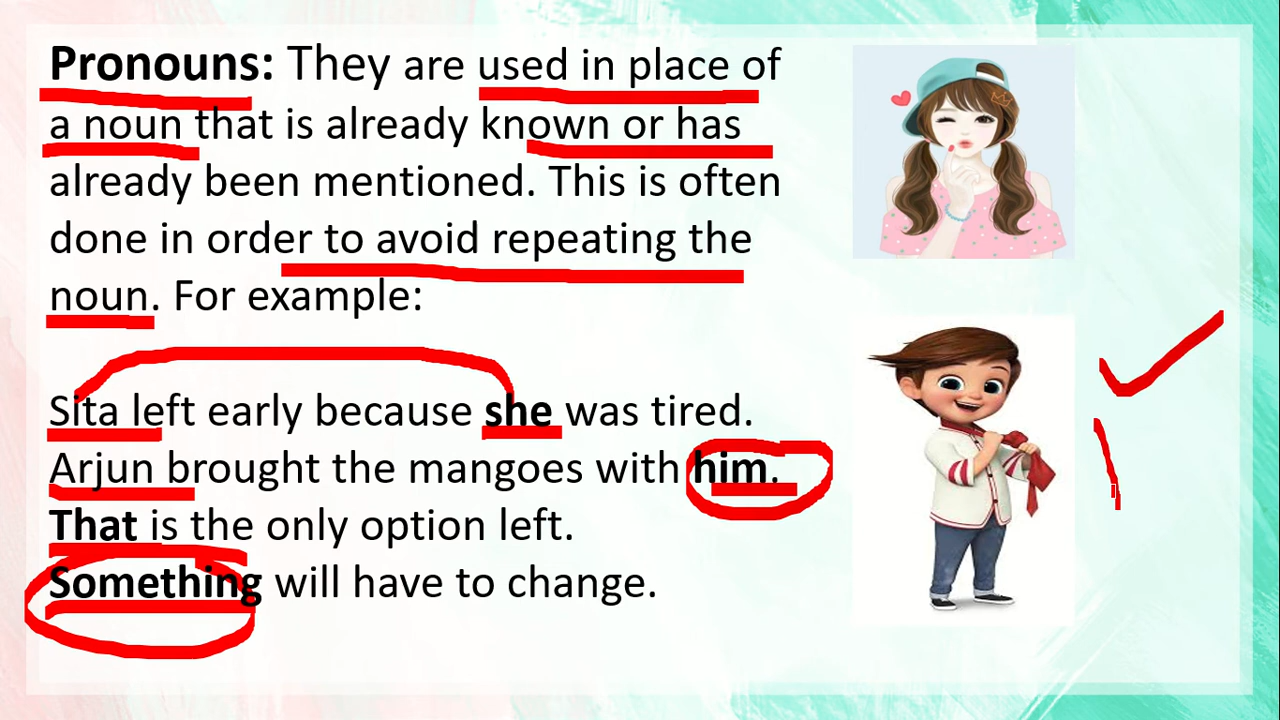 Pronouns: They are used in place of
a noun that is already known or has
already been mentioned. This is often
done in order to avoid repeating the
noun. For example:
Sita left early because she was tired.
Arjun brought the mangoes with him.
That is the only option left.
Something will have to change.